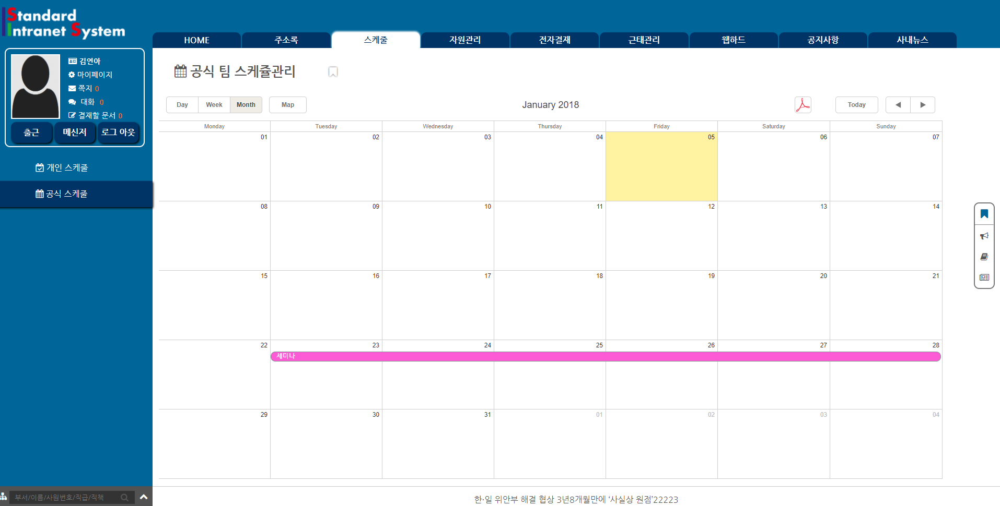 Standard
Intranet System
HOME
주소록
스케줄
자원관리
전자결재
근태관리
웹하드
공지사항
사내뉴스
김연아
마이페이지
쪽지 0
대화 0
결재할 문서 0
출근
메신저
로그 아웃
개인 스케줄
공식 스케줄
공식 팀 스케쥴관리
Day Week Month Map
January 2018
Today
Monday Tuesday Wednesday Thursday Friday Saturday Sunday
01 02 03 04 05 06 07
08 09 10 11 12 13 14
15 16 17 18 19 20 21
22 23 24 25 26 27 28
세미나
29 30 31 01 02 03 04
부서/이름/사원번호/직급/직책
한·일 위안부 해결 협상 3년8개월만에 ‘사실상 원점’22223